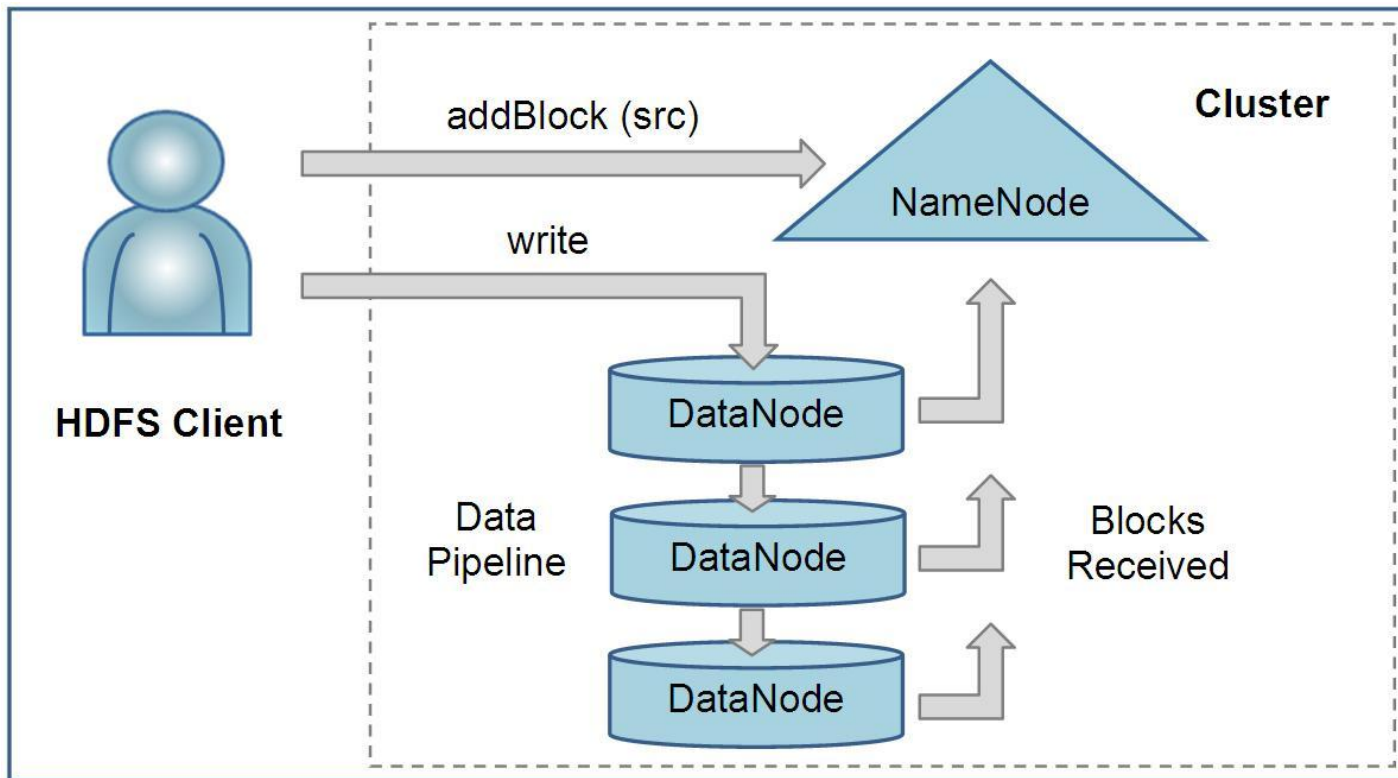 addBlock (src)
Cluster
NameNode
write
HDFS Client
DataNode
Data
Pipeline
DataNode
Blocks
Received
DataNode